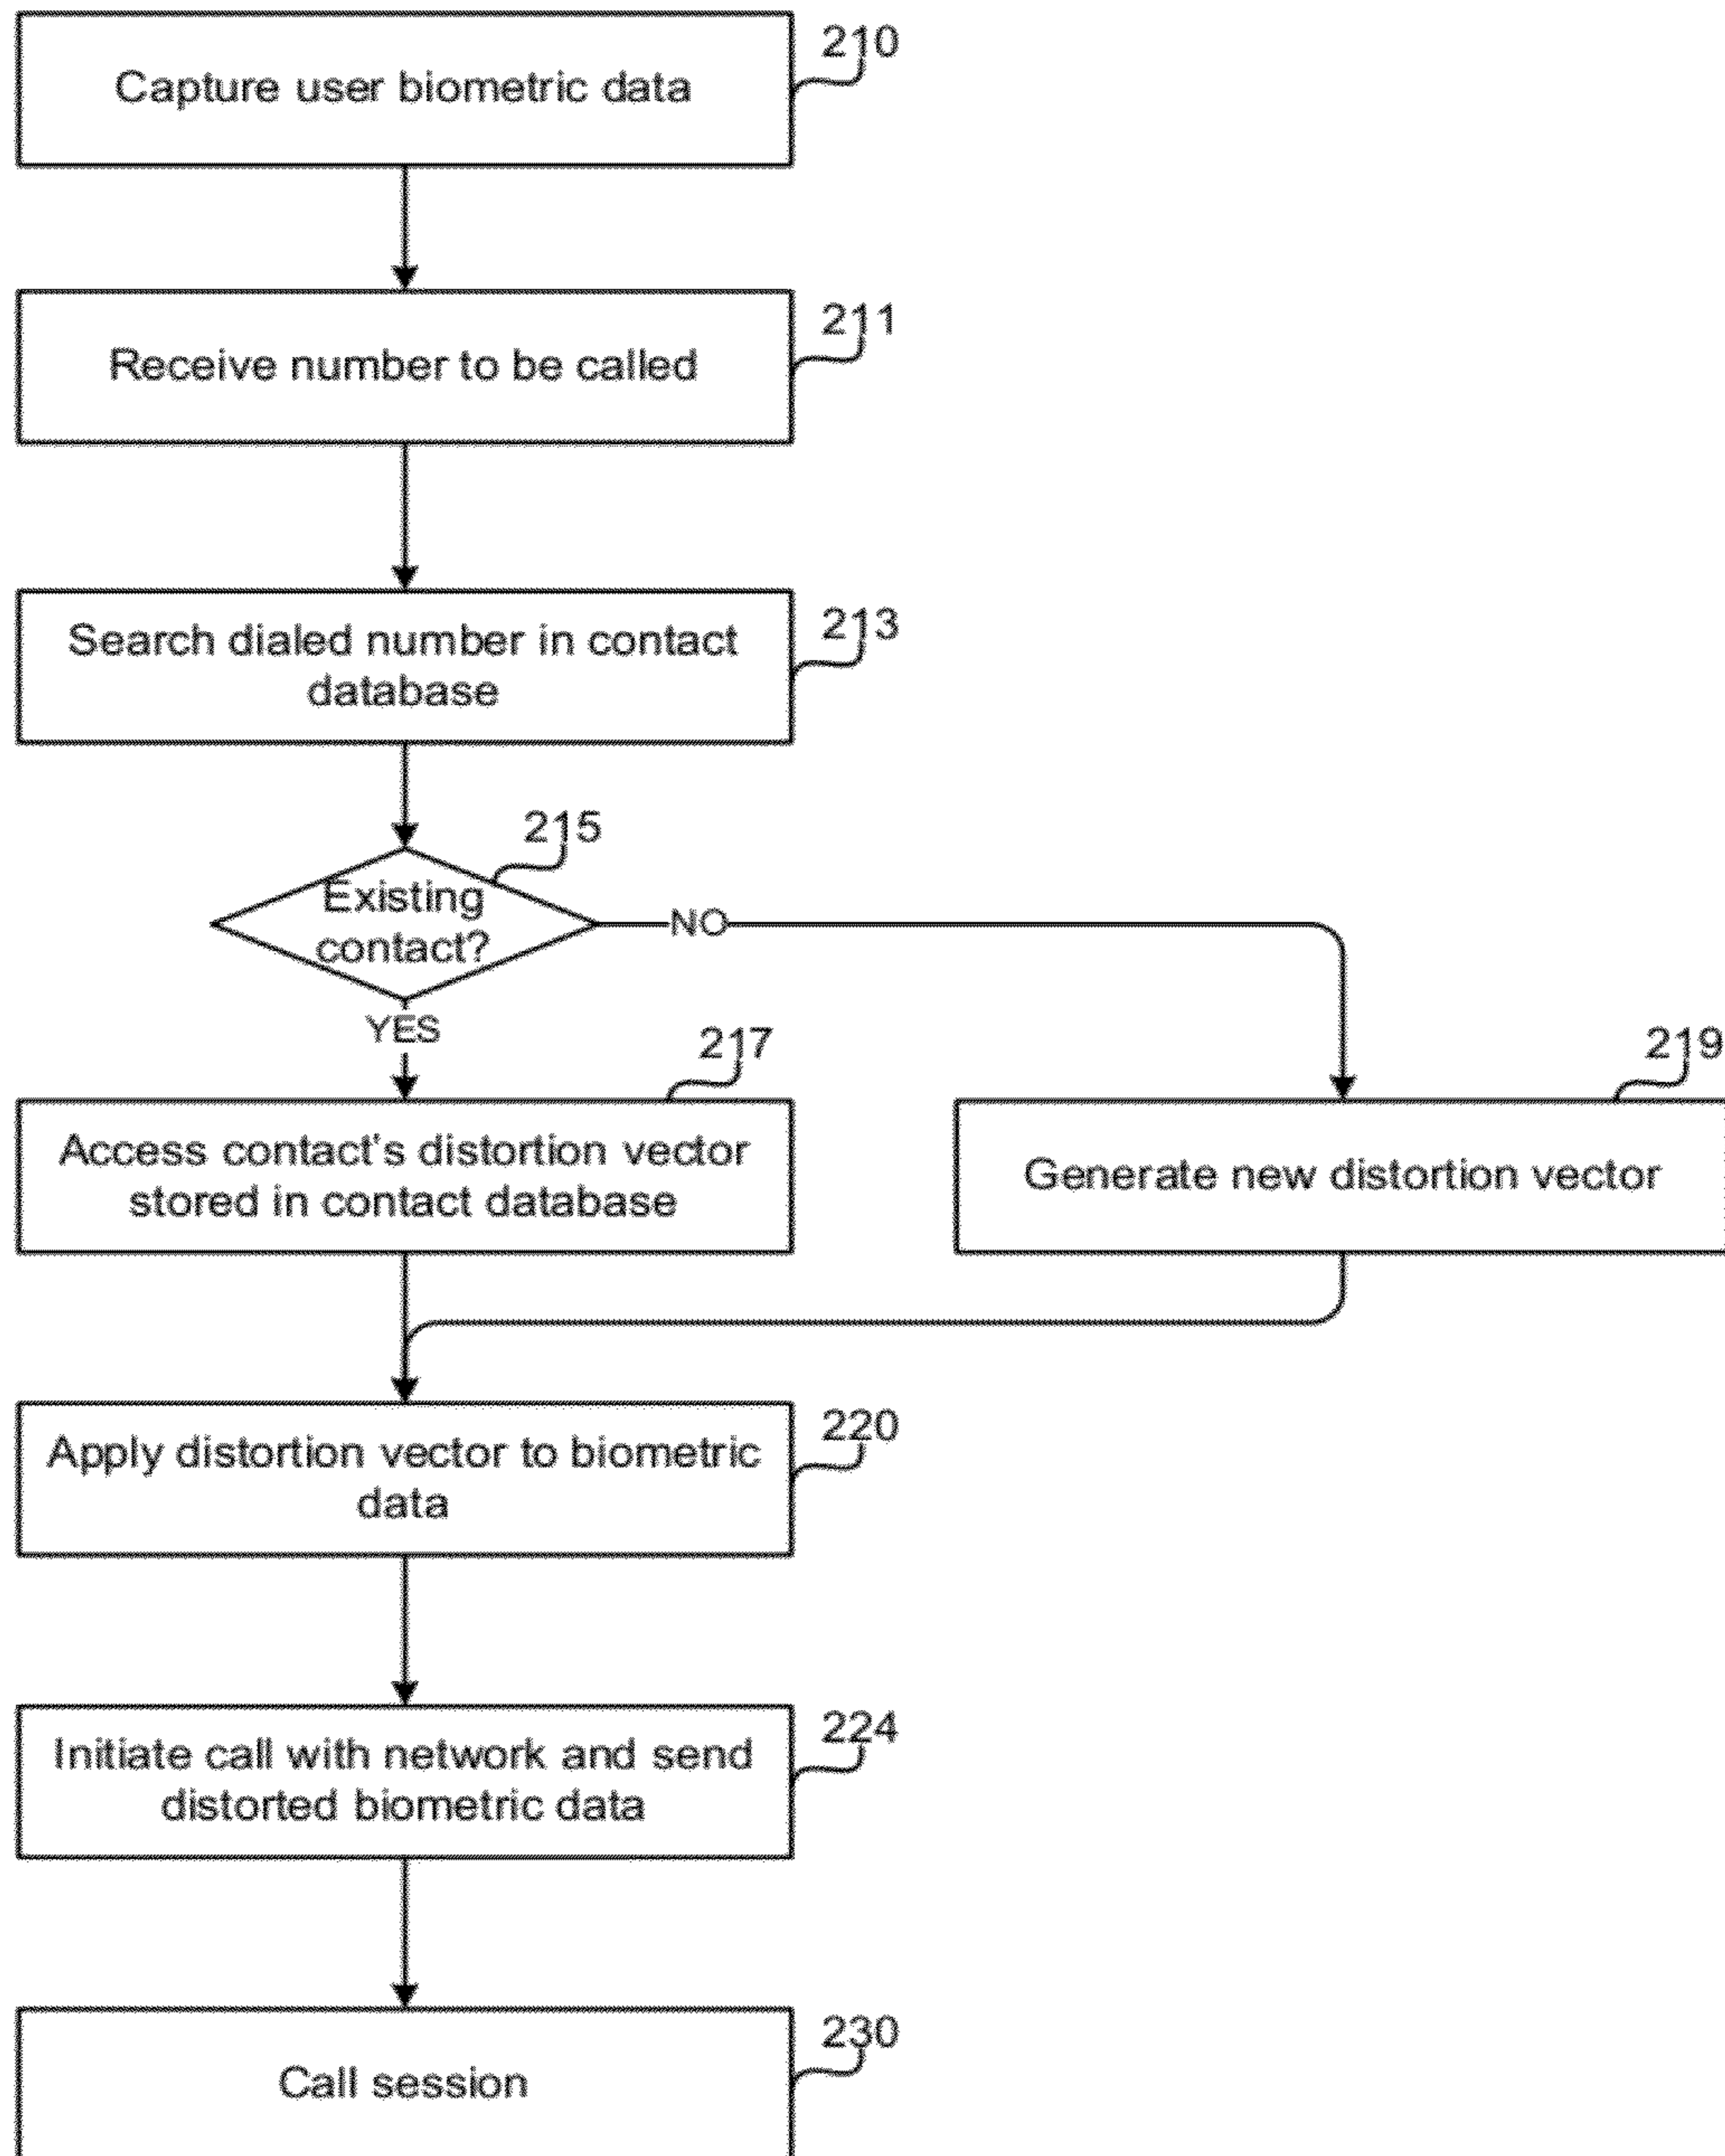 210
Capture user biometric data
211
Receive number to be called
213
Search dialed number in contact
database
215
Existing
contact?
NO
YES
217
219
Access contact's distortion vector
stored in contact database
Generate new distortion vector
220
Apply distortion vector to biometric
data
224
Initiate call with network and send
distorted biometric data
230
Call session